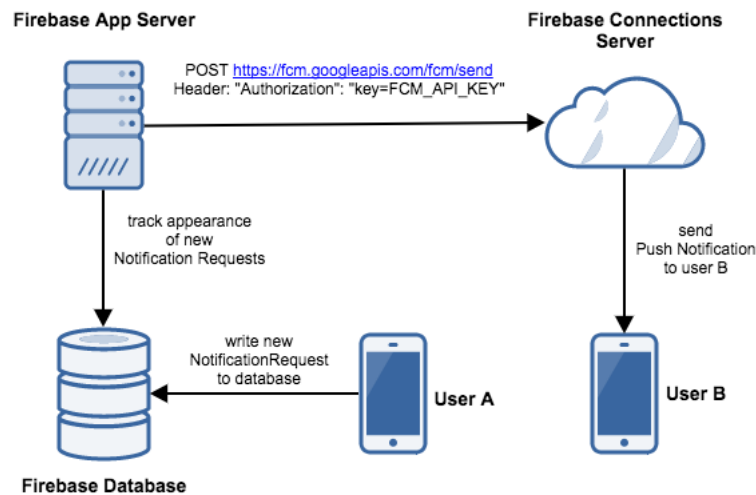 Firebase App Server
Firebase Connections
Server
POST https://fcm.googleapis.com/fcm/send
Header: "Authorization": "key=FCM_API_KEY"
track appearance
of new
Notification Requests
send
Push Notification
to user B
write new
NotificationRequest
to database
User A
User B
Firebase Database